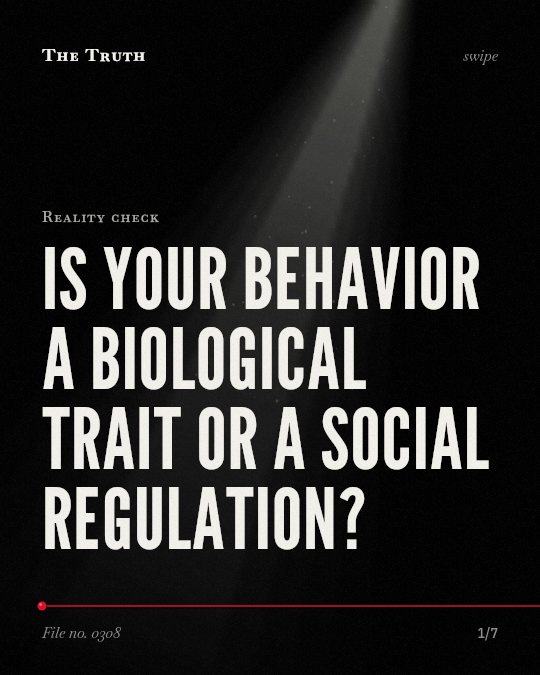 The Truth
swipe
Reality check
IS YOUR BEHAVIOR
A BIOLOGICAL
TRAIT OR A SOCIAL
REGULATION?
File no. 0308
1/7